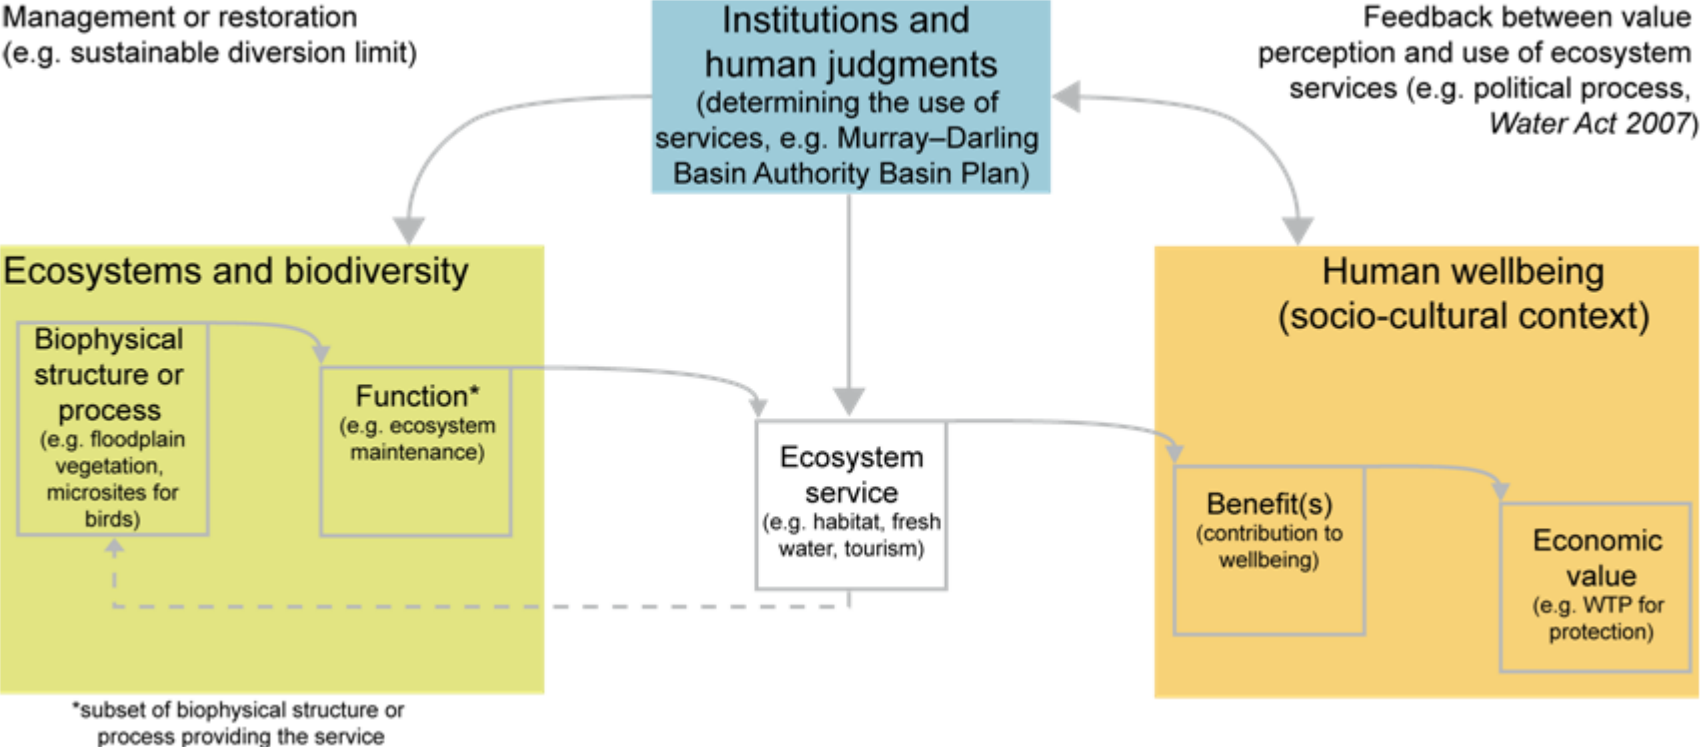 Management or restoration
(e.g. sustainable diversion limit)
Institutions and
human judgments
(determining the use of
services, e.g. Murray–Darling
Basin Authority Basin Plan)
Feedback between value
perception and use of ecosystem
services (e.g. political process,
Water Act 2007)
Ecosystems and biodiversity
Biophysical
structure or
process
(e.g. floodplain
vegetation,
microsites for
birds)
Function*
(e.g. ecosystem
maintenance)
Ecosystem
service
(e.g. habitat, fresh
water, tourism)
Human wellbeing
(socio-cultural context)
Benefit(s)
(contribution to
wellbeing)
Economic
value
(e.g. WTP for
protection)
*subset of biophysical structure or
process providing the service